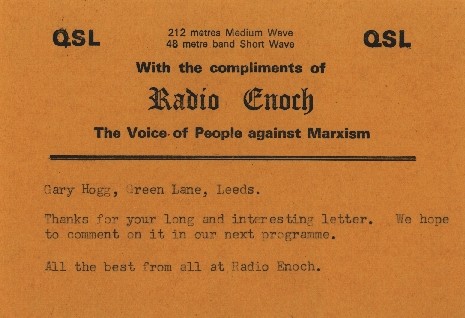 QSL 212 metres Medium Wave QSL
48 metre band Short Wave
With the compliments of
Radio Enoch
The Voice of People against Marxism
Gary Hogg, Green Lane, Leeds.
Thanks for your long and interesting letter. We hope
to comment on it in our next programme.
All the best from all at Radio Enoch.